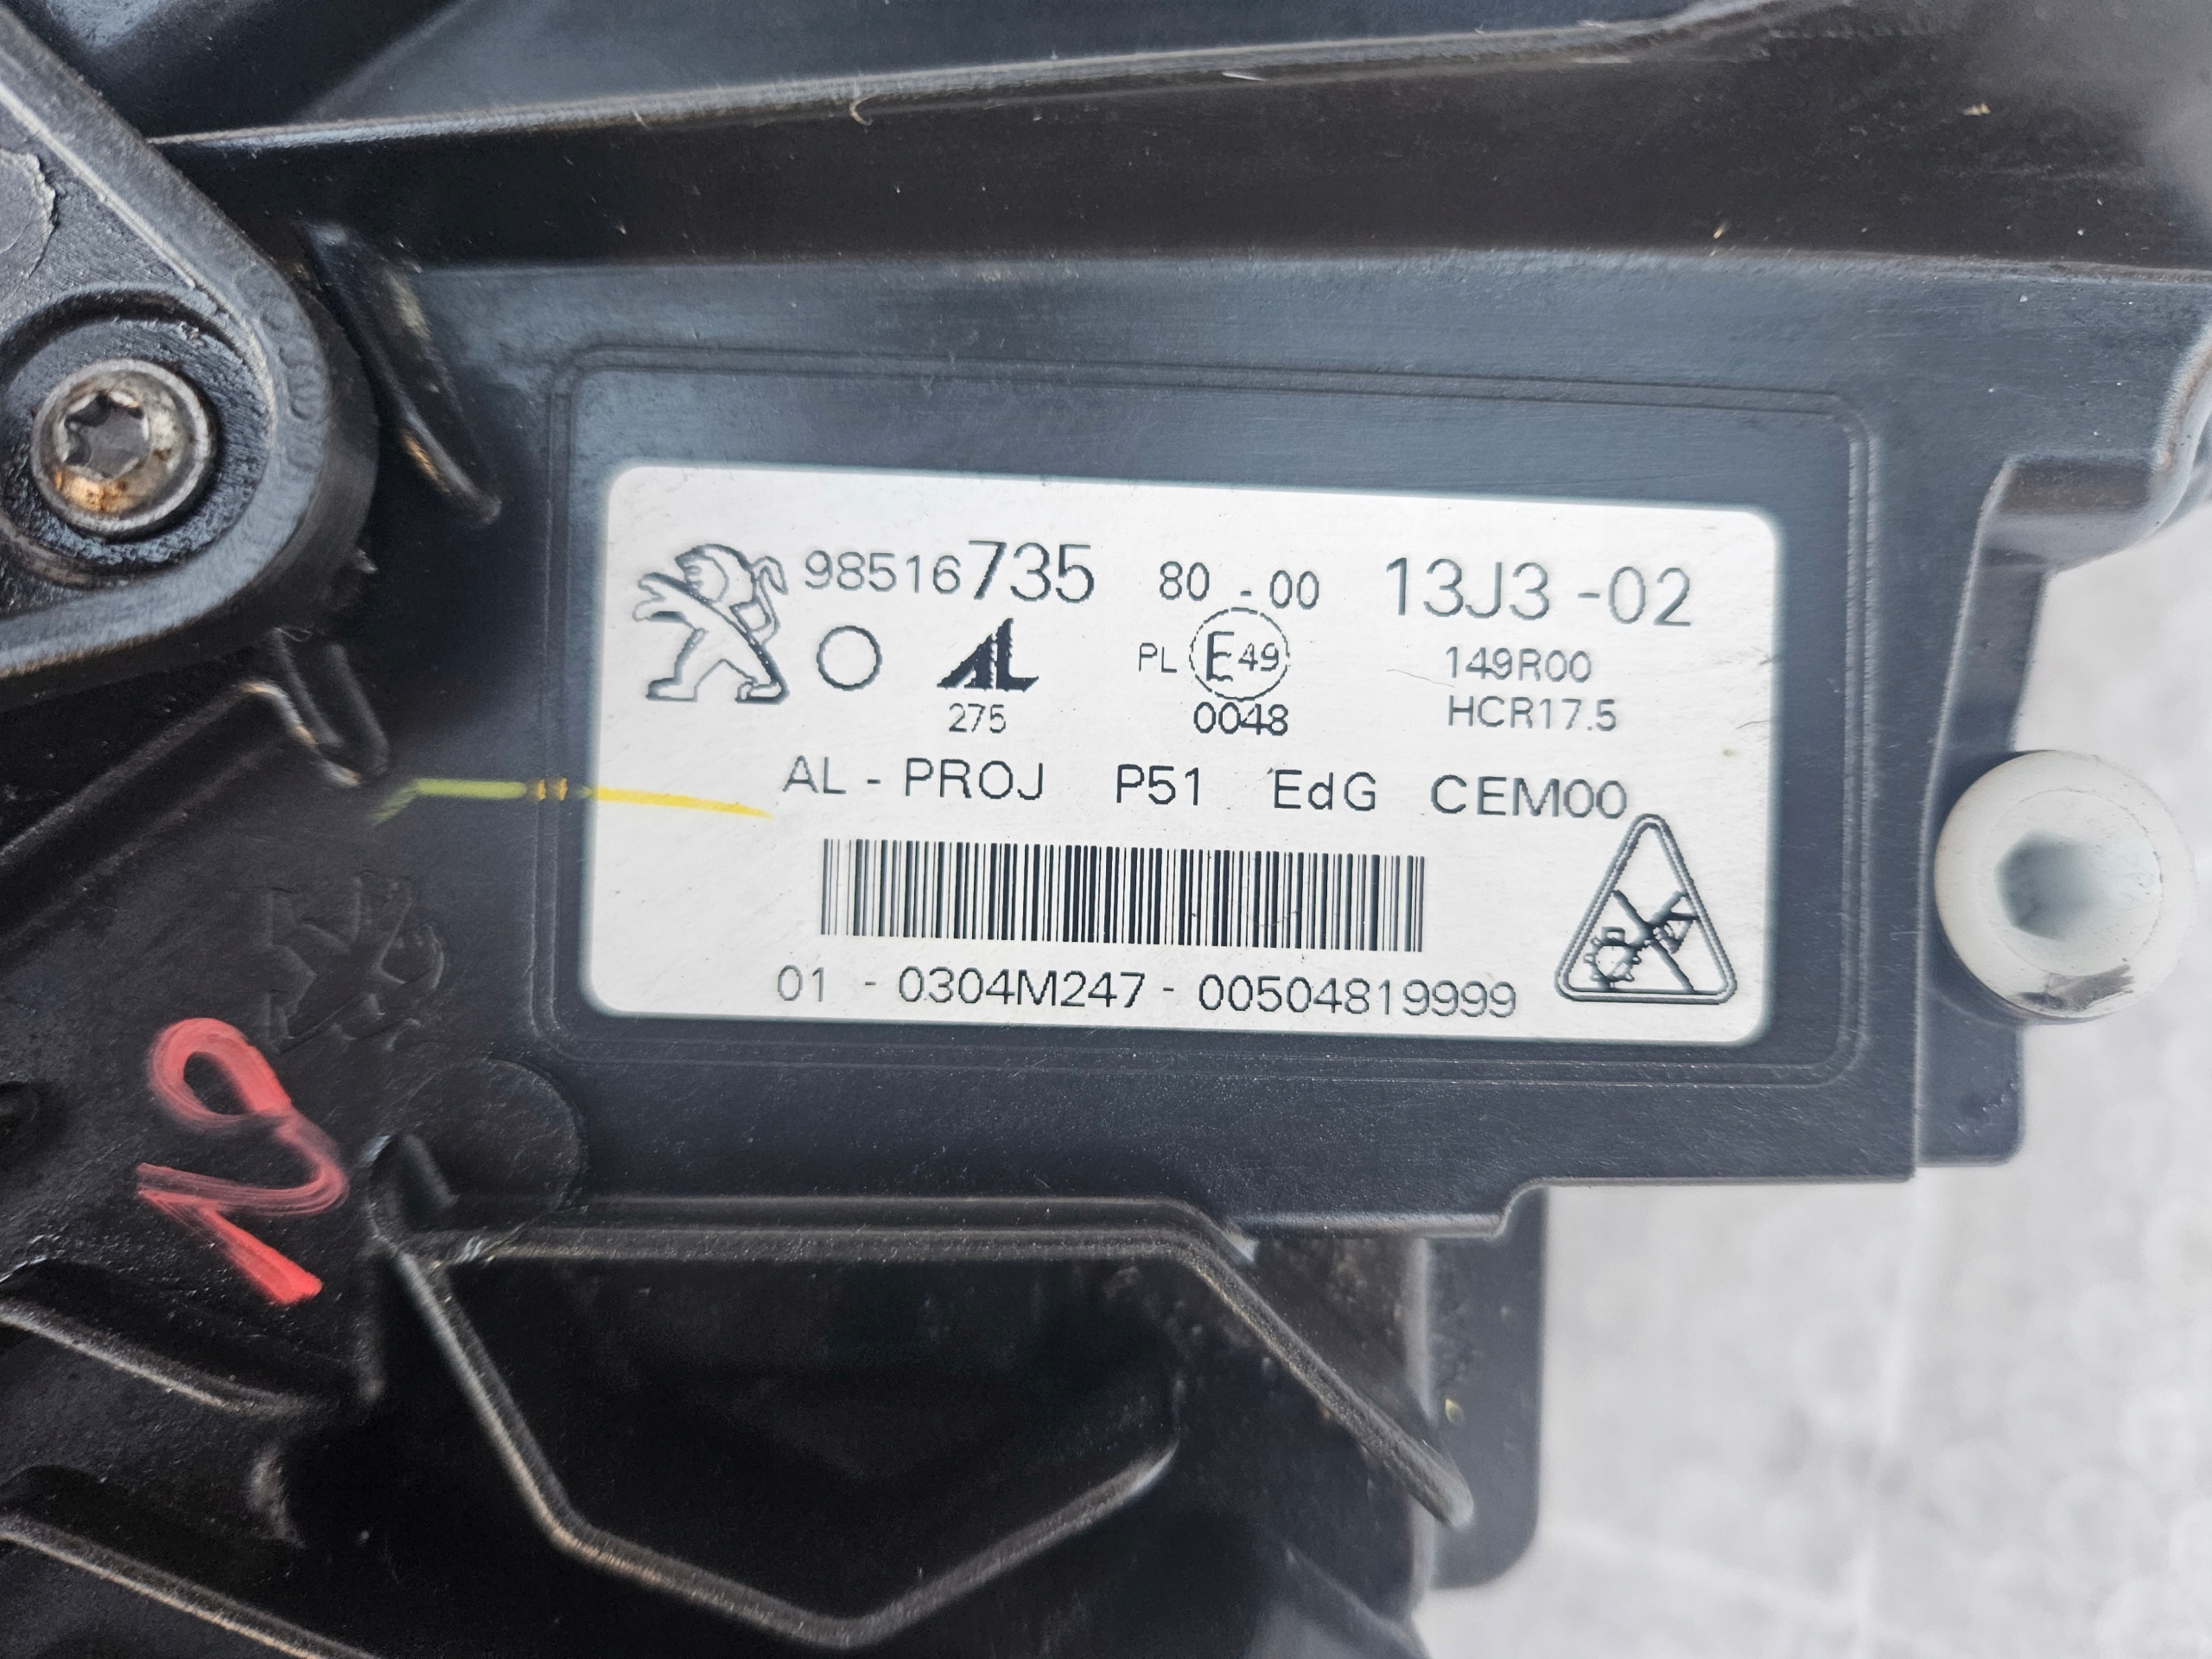 98516735 80 - 00 13J3 -02
AL PL E49 149R00
275 0048 HCR17.5
AL - PROJ P51 EdG CEM00
01 - 0304M247 - 00504819999